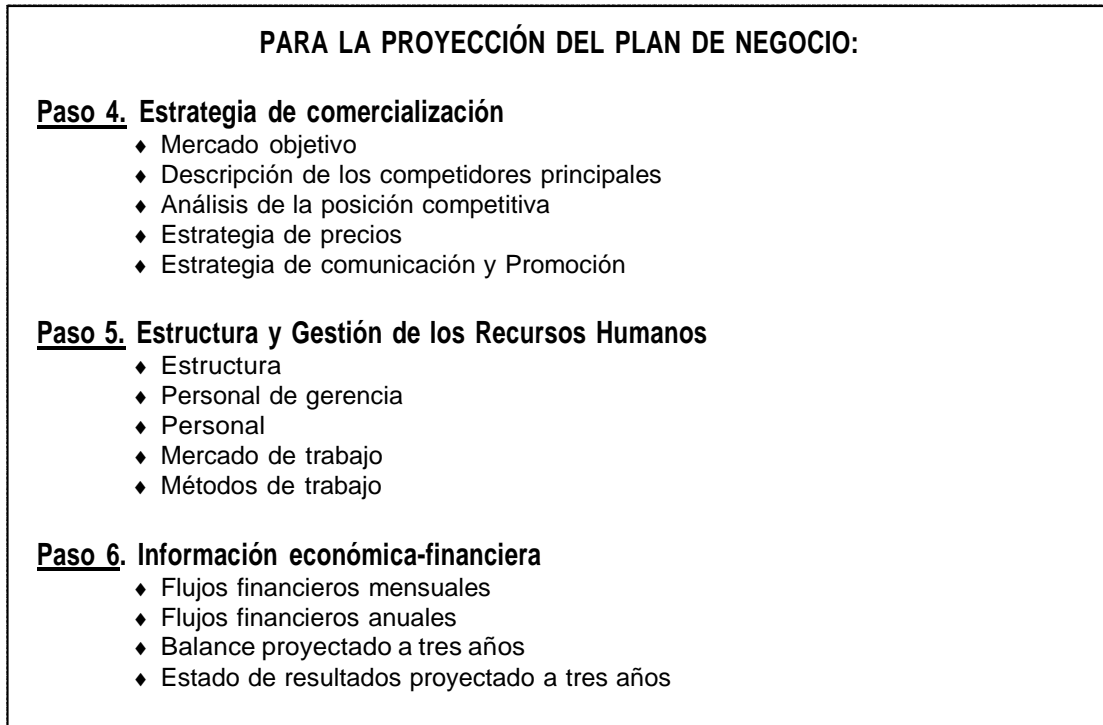 PARA LA PROYECCIÓN DEL PLAN DE NEGOCIO:
Paso 4. Estrategia de comercialización
♦ Mercado objetivo
♦ Descripción de los competidores principales
♦ Análisis de la posición competitiva
♦ Estrategia de precios
♦ Estrategia de comunicación y Promoción
Paso 5. Estructura y Gestión de los Recursos Humanos
♦ Estructura
♦ Personal de gerencia
♦ Personal
♦ Mercado de trabajo
♦ Métodos de trabajo
Paso 6. Información económica-financiera
♦ Flujos financieros mensuales
♦ Flujos financieros anuales
♦ Balance proyectado a tres años
♦ Estado de resultados proyectado a tres años